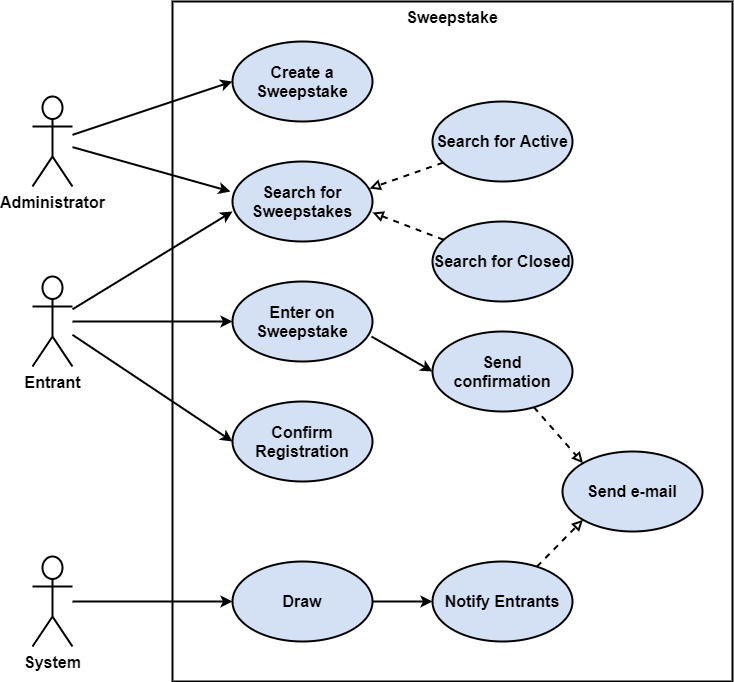 Sweepstake
Create a
Sweepstake
Search for Active
Administrator
Search for
Sweepstakes
Search for Closed
Entrant
Enter on
Sweepstake
Send
confirmation
Confirm
Registration
Send e-mail
System
Draw
Notify Entrants